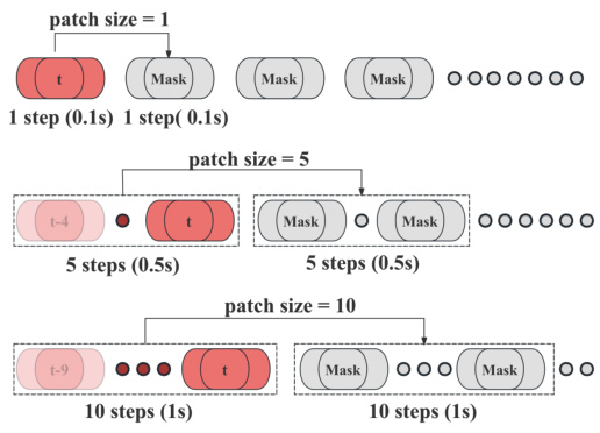 patch size = 1
t Mask Mask Mask
1 step (0.1s) 1 step( 0.1s)
patch size = 5
t-4 t Mask Mask
5 steps (0.5s) 5 steps (0.5s)
patch size = 10
t-9 t Mask Mask
10 steps (1s) 10 steps (1s)